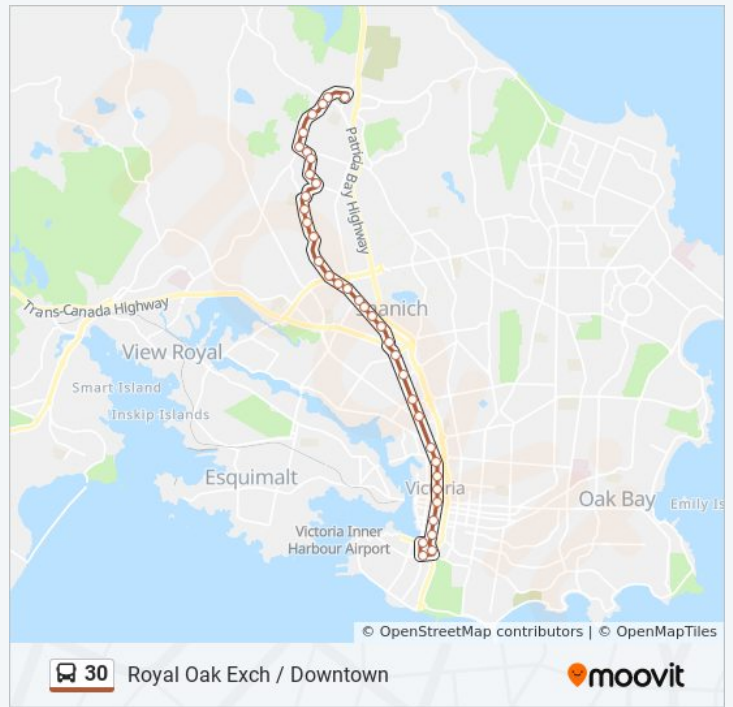 Patricia Bay Highway
Saanich
Trans-Canada Highway
View Royal
Smart Island
Inskip Islands
Esquimalt
Victoria
Oak Bay
Emily Is
Victoria Inner
Harbour Airport
© OpenStreetMap contributors | © OpenMapTiles
30 Royal Oak Exch / Downtown
moovit